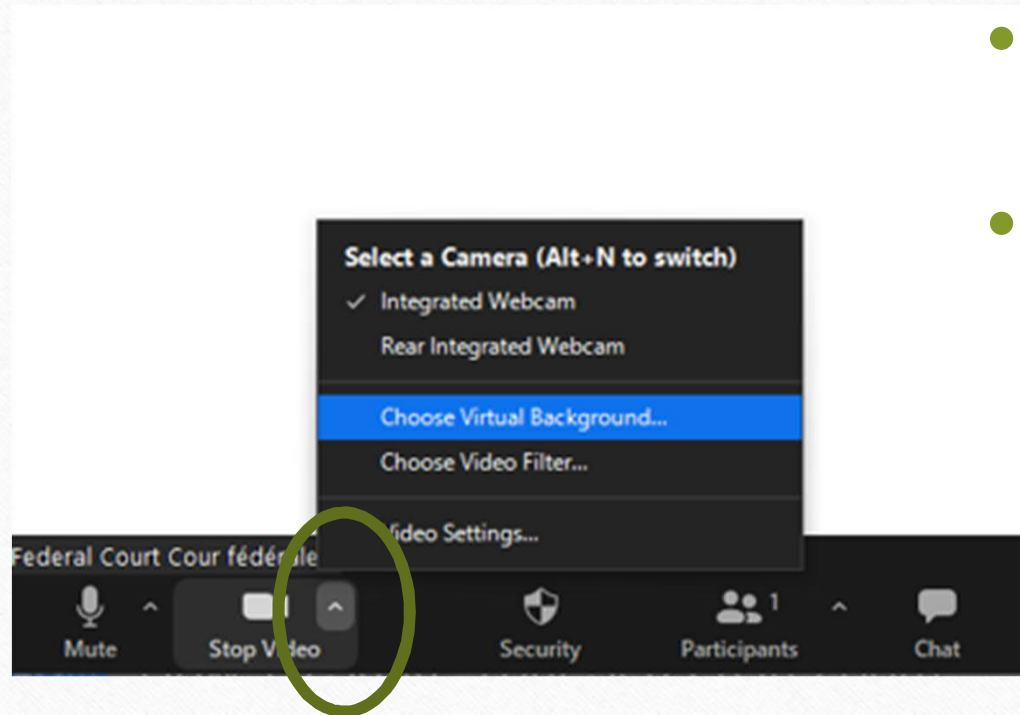 Select a Camera (Alt+N to switch)
Integrated Webcam
Rear Integrated Webcam
Choose Virtual Background...
Choose Video Filter...
Video Settings...
Federal Court Cour fédérale
1
Mute
Stop Video
Security
Participants
Chat